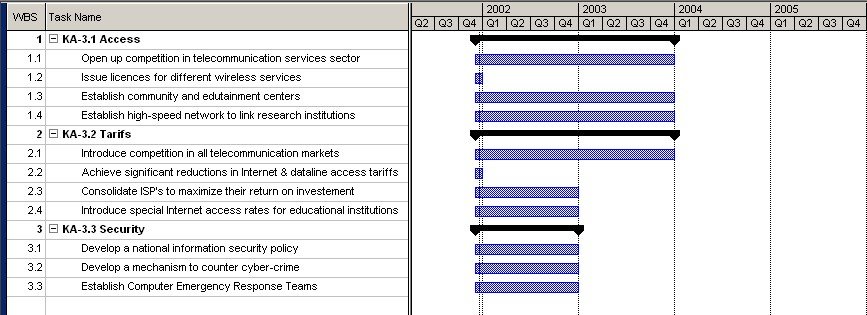 WBS Task Name 2002 2003 2004 2005
Q2 Q3 Q4 Q1 Q2 Q3 Q4 Q1 Q2 Q3 Q4 Q1 Q2 Q3 Q4 Q1 Q2 Q3 Q4
1 KA-3.1 Access
1.1 Open up competition in telecommunication services sector
1.2 Issue licences for different wireless services
1.3 Establish community and edutainment centers
1.4 Establish high-speed network to link research institutions
2 KA-3.2 Tarifs
2.1 Introduce competition in all telecommunication markets
2.2 Achieve significant reductions in Internet & dataline access tariffs
2.3 Consolidate ISP's to maximize their return on investement
2.4 Introduce special Internet access rates for educational institutions
3 KA-3.3 Security
3.1 Develop a national information security policy
3.2 Develop a mechanism to counter cyber-crime
3.3 Establish Computer Emergency Response Teams